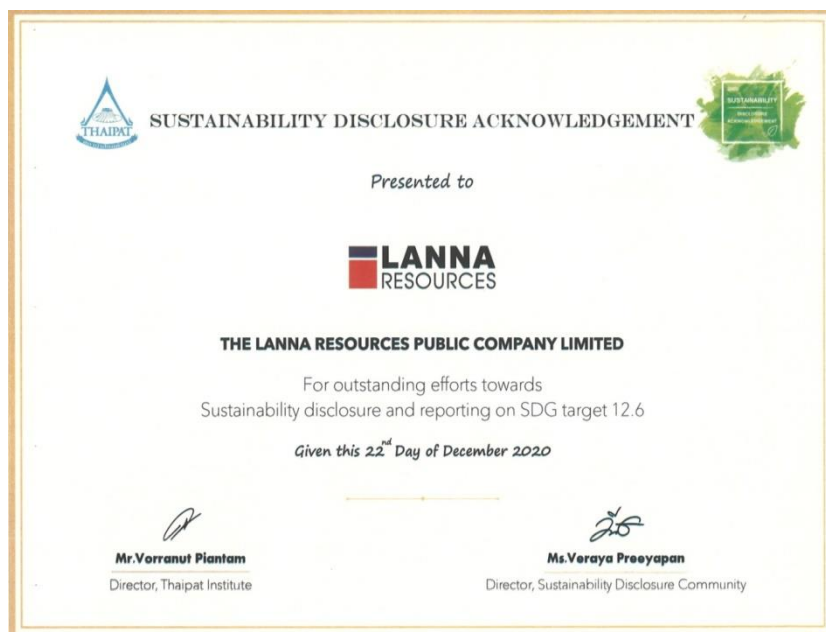 THAIPAT
SUSTAINABILITY DISCLOSURE ACKNOWLEDGEMENT
SUSTAINABILITY
DISCLOSURE
ACKNOWLEDGEMENT
Presented to
LANNA
RESOURCES
THE LANNA RESOURCES PUBLIC COMPANY LIMITED
For outstanding efforts towards
Sustainability disclosure and reporting on SDG target 12.6
Given this 22nd Day of December 2020
Mr.Vorranut Piantam
Ms.Veraya Preeyapan
Director, Thaipat Institute
Director, Sustainability Disclosure Community